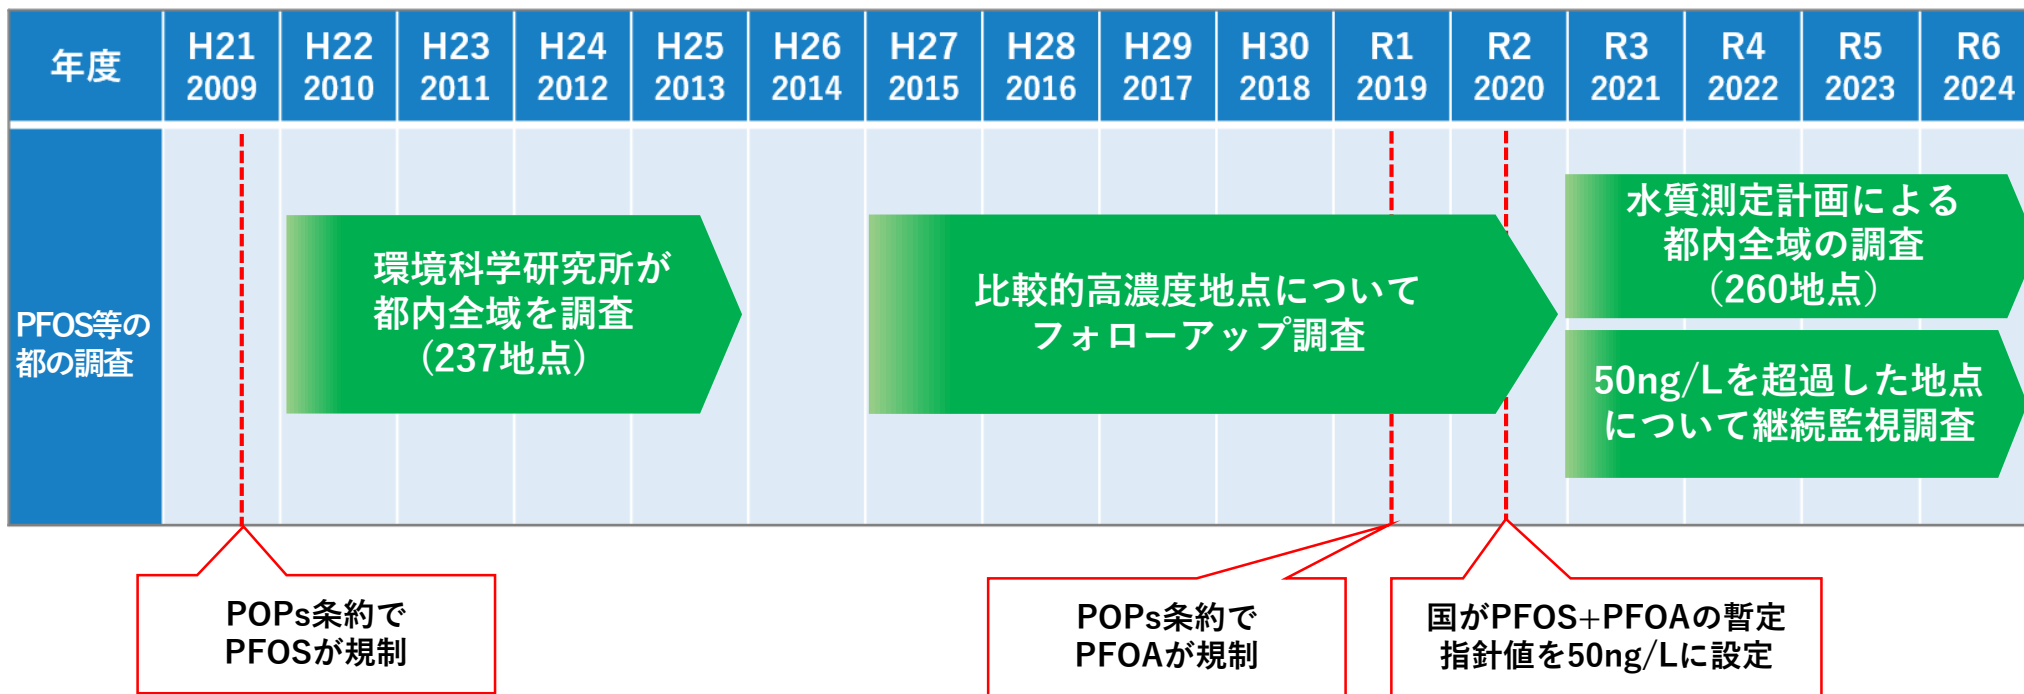 年度
H21
2009
H22
2010
H23
2011
H24
2012
H25
2013
H26
2014
H27
2015
H28
2016
H29
2017
H30
2018
R1
2019
R2
2020
R3
2021
R4
2022
R5
2023
R6
2024
PFOS等の
都の調査
環境科学研究所が
都内全域を調査
(237地点)
比較的高濃度地点について
フォローアップ調査
水質測定計画による
都内全域の調査
(260地点)
50ng/Lを超過した地点
について継続監視調査
POPs条約で
PFOSが規制
POPs条約で
PFOAが規制
国がPFOS+PFOAの暫定
指針値を50ng/Lに設定